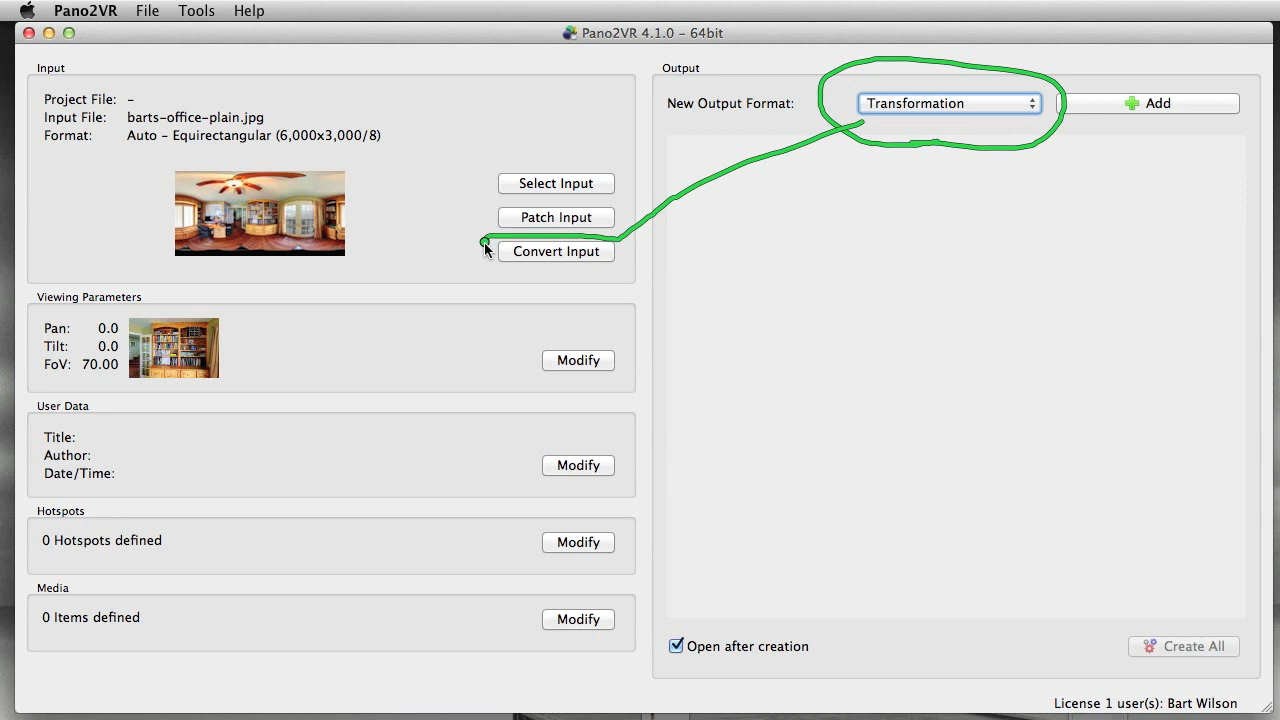 Pano2VR File Tools Help
Pano2VR 4.1.0 - 64bit
Input
Project File: -
Input File: barts-office-plain.jpg
Format: Auto - Equirectangular (6,000x3,000/8)
Select Input
Patch Input
Convert Input
Viewing Parameters
Pan: 0.0
Tilt: 0.0
FoV: 70.00
Modify
User Data
Title:
Author:
Date/Time:
Modify
Hotspots
0 Hotspots defined
Modify
Media
0 Items defined
Modify
Output
New Output Format: Transformation Add
Open after creation
Create All
License 1 user(s): Bart Wilson